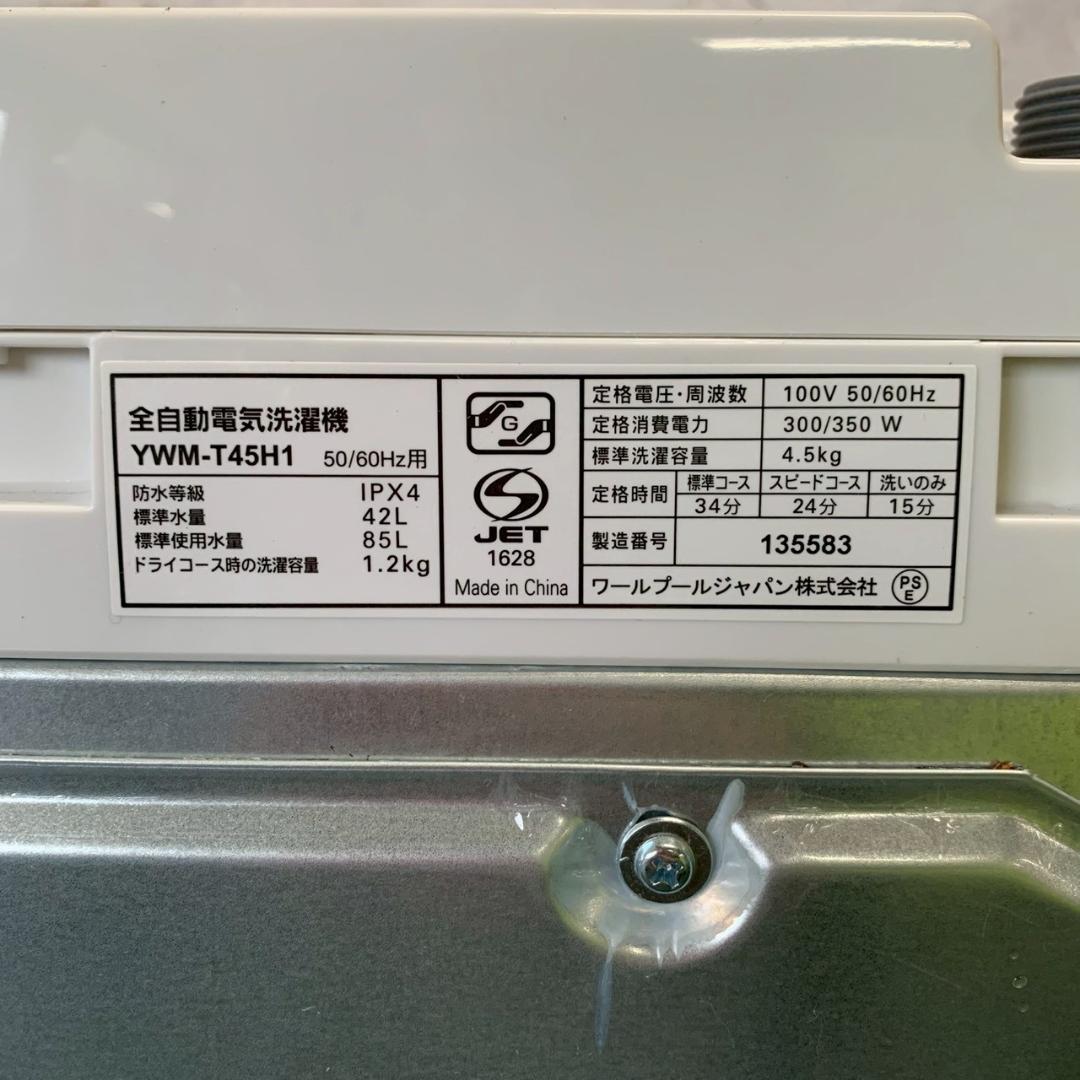 全自動電気洗濯機
YWM-T45H1 50/60Hz用
防水等級 IPX4
標準水量 42L
標準使用水量 85L
ドライコース時の洗濯容量 1.2kg
G
JET
1628
Made in China
定格電圧・周波数 100V 50/60Hz
定格消費電力 300/350 W
標準洗濯容量 4.5kg
定格時間 標準コース スピードコース 洗いのみ
34分 24分 15分
製造番号 135583
ワールプールジャパン株式会社 PS
E